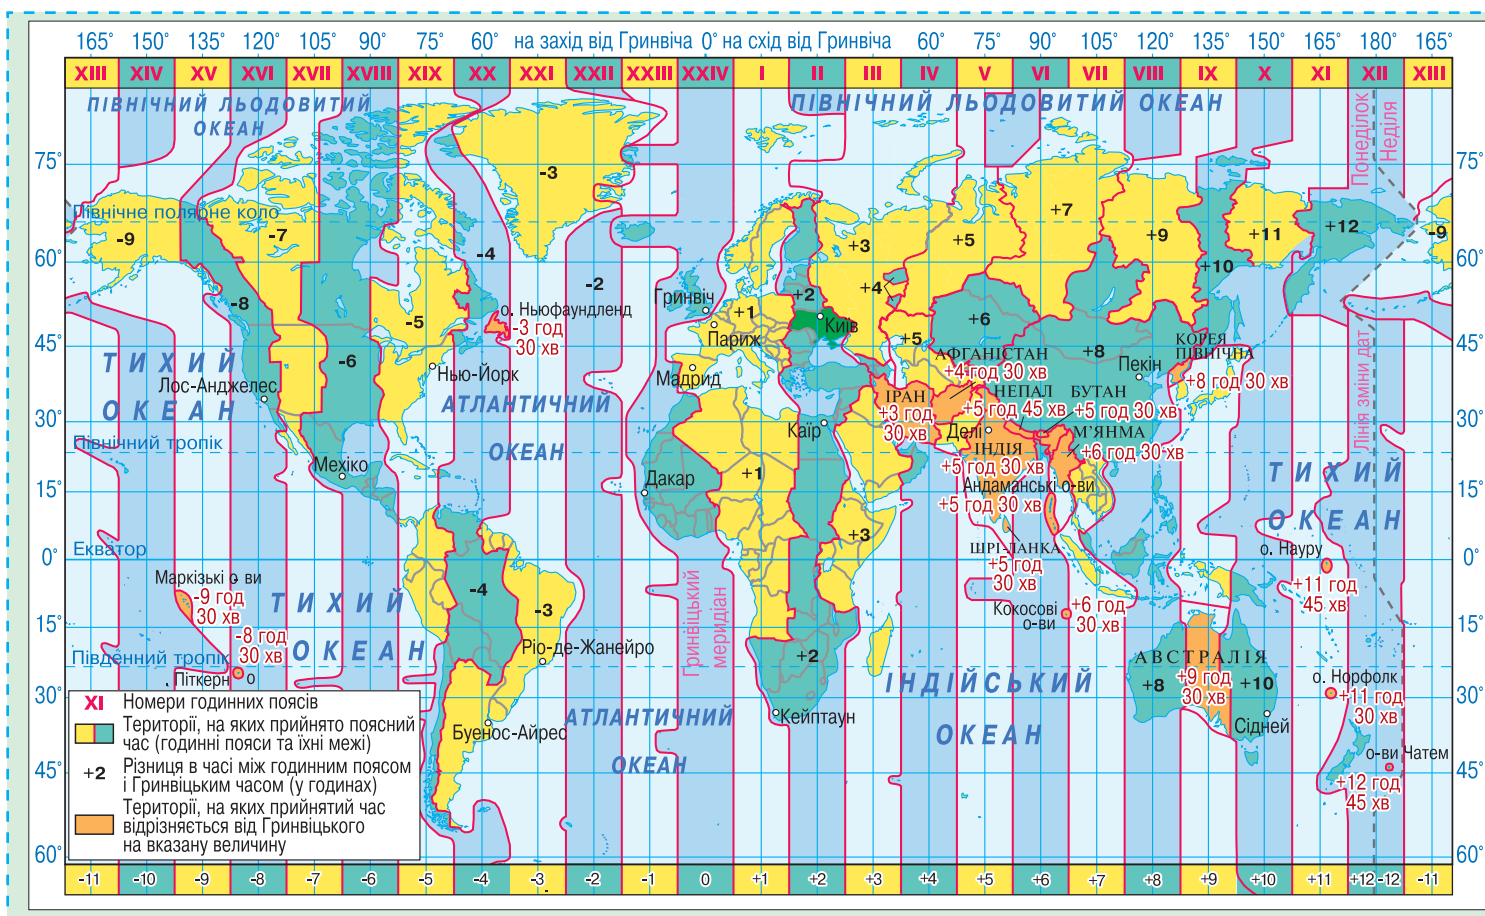 165° 150° 135° 120° 105° 90° 75° 60° на захід від Гринвіча 0° на схід від Гринвіча 60° 75° 90° 105° 120° 135° 150° 165° 180° 165°
XIII XIV XV XVI XVII XVIII XIX XX XXI XXII XXIII XXIV I II III IV V VI VII VIII IX X XI XII XIII
ПІВНІЧНИЙ ЛЬОДОВИТИЙ
ОКЕАН
ПІВНІЧНИЙ ЛЬОДОВИТИЙ ОКЕАН
Понеділок
Неділя
75° 75°
-3
Північне полярне коло
-9 -7 -4 +3 +5 +7 +9 +11 +12 -9
60° 60°
+10
-2
+4
-8
о. Ньюфаундленд
-3 год
30 хв
Гринвіч
+2
+1
Київ
Париж
-5
-6
+5
+6
+8
45° 45°
ТИХИЙ
ОКЕАН
Лос-Анджелес
Нью-Йорк
Мадрид
АФГАНІСТАН
+4 год 30 хв
Пекін
КОРЕЯ
ПІВНІЧНА
+8 год 30 хв
Лінія зміни дат
АТЛАНТИЧНИЙ
ОКЕАН
ІРАН
+3 год
30 хв
НЕПАЛ
+5 год 45 хв
БУТАН
+5 год 30 хв
30° 30°
Каїр
Делі
М’ЯНМА
+6 год 30 хв
Північний тропік
ІНДІЯ
+5 год 30 хв
Мехіко
Дакар
+1
Андаманські о-ви
+5 год 30 хв
ТИХИЙ
ОКЕАН
15° 15°
+3
ШРІ-ЛАНКА
+5 год
30 хв
Екватор
0° 0°
о. Науру
+11 год
45 хв
Маркізькі о-ви
-9 год
30 хв
ТИХИЙ
ОКЕАН
-4
-3
Гринвіцький
меридіан
Кокосові
о-ви
+6 год
30 хв
15° 15°
-8 год
30 хв
Південний тропік
Піткерн о
Ріо-де-Жанейро
+2
АВСТРАЛІЯ
+8
+9 год
30 хв
+10
ІНДІЙСЬКИЙ
ОКЕАН
о. Норфолк
+11 год
30 хв
30° 30°
АТЛАНТИЧНИЙ
ОКЕАН
Кейптаун
Буенос-Айрес
Сідней
о-ви Чатем
+12 год
45 хв
45° 45°
XI Номери годинних поясів
Території, на яких прийнято поясний
час (годинні пояси та їхні межі)
+2 Різниця в часі між годинним поясом
і Гринвіцьким часом (у годинах)
Території, на яких прийнятий час
відрізняється від Гринвіцького
на вказану величину
60° 60°
-11 -10 -9 -8 -7 -6 -5 -4 -3 -2 -1 0 +1 +2 +3 +4 +5 +6 +7 +8 +9 +10 +11 +12 -12 -11